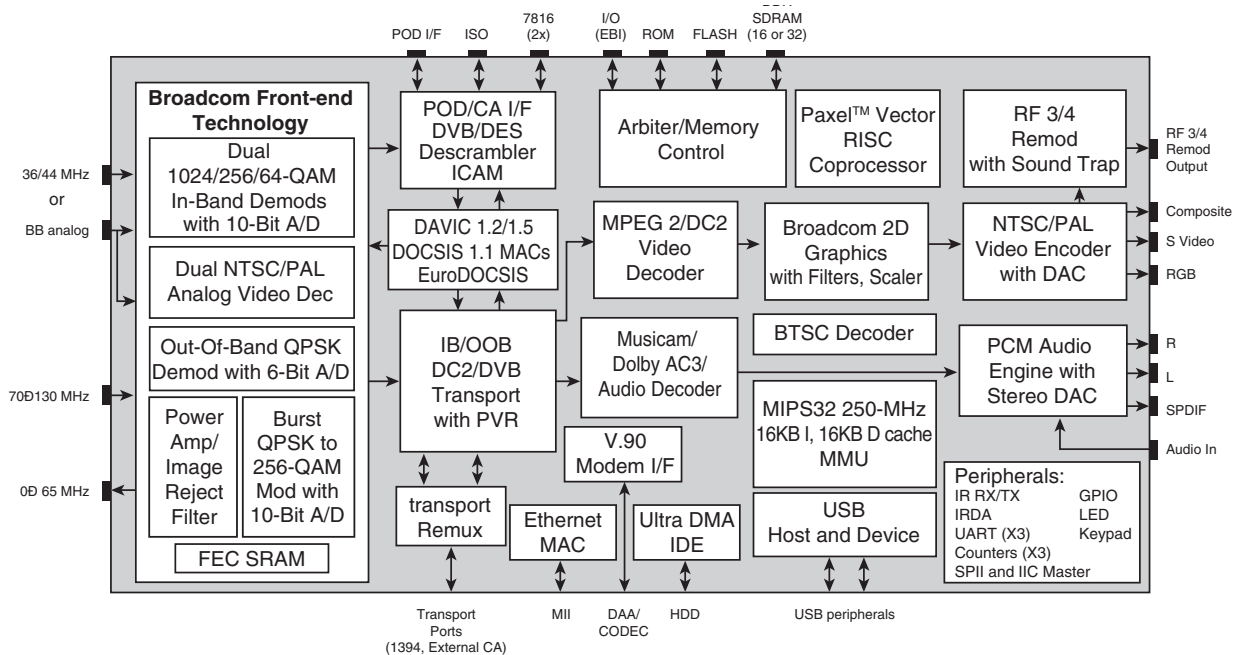 POD I/F
ISO
7816
(2x)
I/O
(EBI)
ROM
FLASH
SDRAM
(16 or 32)
Broadcom Front-end
Technology
Dual
1024/256/64-QAM
In-Band Demods
with 10-Bit A/D
Dual NTSC/PAL
Analog Video Dec
Out-Of-Band QPSK
Demod with 6-Bit A/D
Power
Amp/
Image
Reject
Filter
Burst
QPSK to
256-QAM
Mod with
10-Bit A/D
FEC SRAM
36/44 MHz
or
BB analog
70Đ130 MHz
0Đ 65 MHz
POD/CA I/F
DVB/DES
Descrambler
ICAM
DAVIC 1.2/1.5
DOCSIS 1.1 MACs
EuroDOCSIS
IB/OOB
DC2/DVB
Transport
with PVR
transport
Remux
Arbiter/Memory
Control
Paxel™ Vector
RISC
Coprocessor
RF 3/4
Remod
with Sound Trap
MPEG 2/DC2
Video
Decoder
Broadcom 2D
Graphics
with Filters, Scaler
NTSC/PAL
Video Encoder
with DAC
Musicam/
Dolby AC3/
Audio Decoder
BTSC Decoder
PCM Audio
Engine with
Stereo DAC
MIPS32 250-MHz
16KB I, 16KB D cache
MMU
V.90
Modem I/F
Ethernet
MAC
Ultra DMA
IDE
USB
Host and Device
Peripherals:
IR RX/TX
GPIO
IRDA
LED
UART (X3)
Keypad
Counters (X3)
SPII and IIC Master
RF 3/4
Remod
Output
Composite
S Video
RGB
R
L
SPDIF
Audio In
Transport
Ports
(1394, External CA)
MII
DAA/
CODEC
HDD
USB peripherals